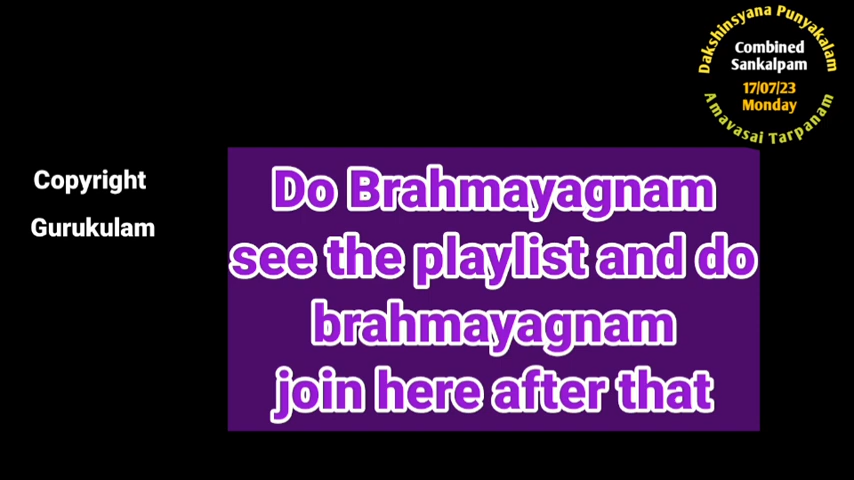 Dakshinsyana Punyakalam
Combined
Sankalpam
17/07/23
Monday
Amavasai Tarpanam
Copyright
Gurukulam
Do Brahmayagnam
see the playlist and do
brahmayagnam
join here after that